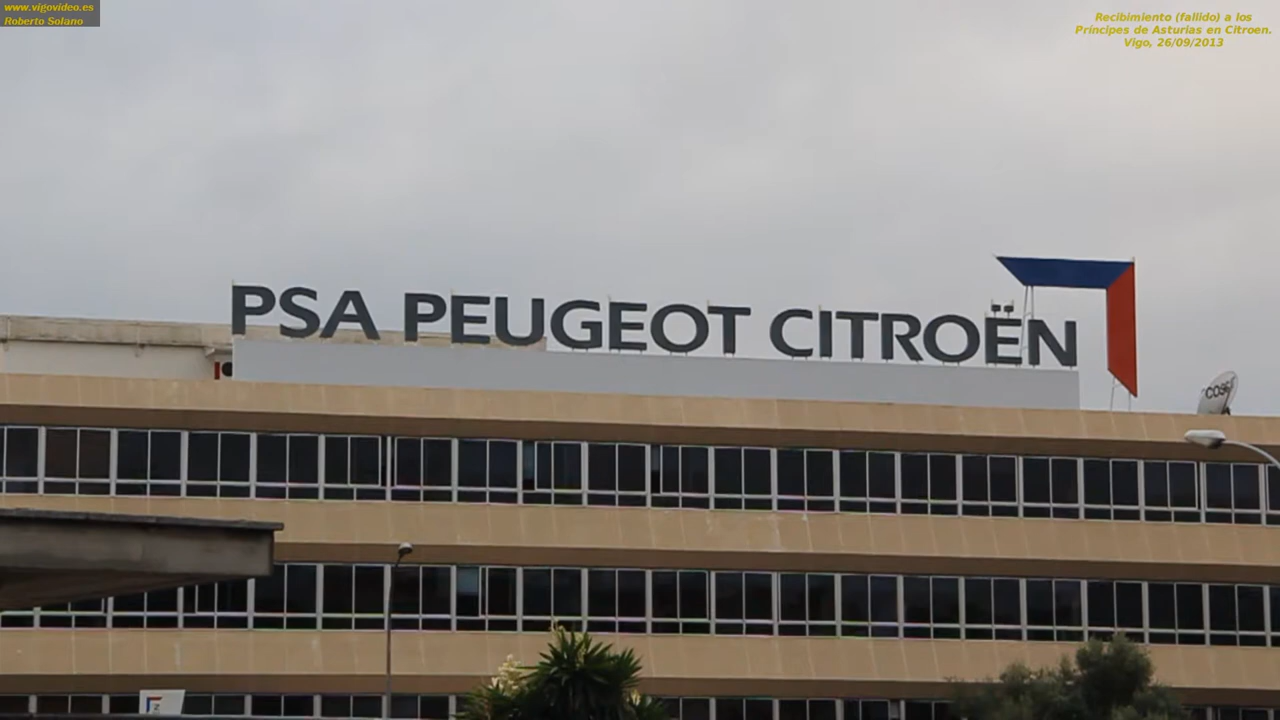 www.vigovideo.es
Roberto Solano
Recibimiento (fallido) a los
Príncipes de Asturias en Citroen.
Vigo, 26/09/2013
PSA PEUGEOT CITROËN